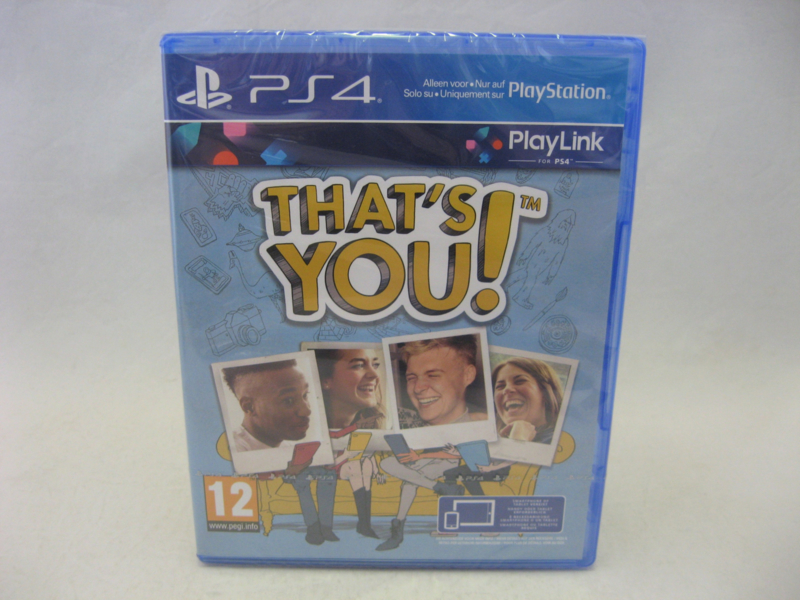 PS4
Alleen voor • Nur auf
Solo su • Uniquement sur
PlayStation®
PlayLink
FOR PS4™
THAT'S
YOU!™
12
www.pegi.info